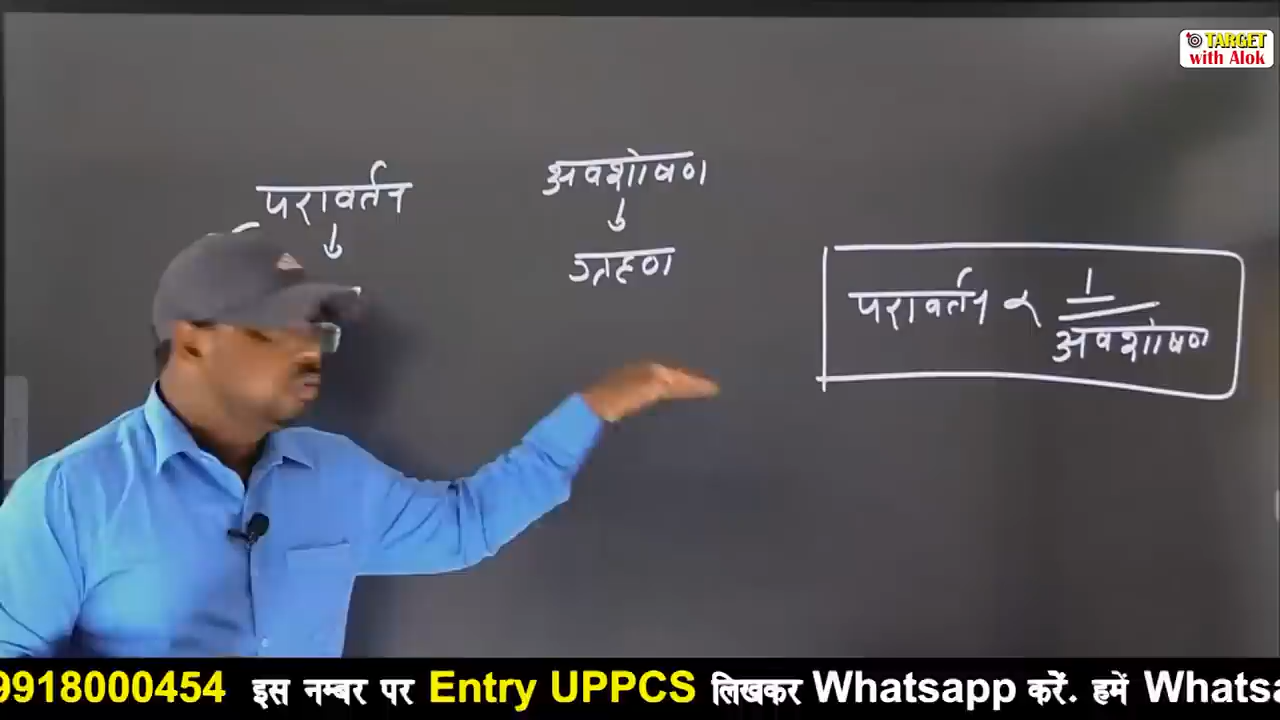 TARGET
with Alok
परावर्तन
↓
अवशोषण
↓
ग्रहण
परावर्तन ∝ 1/अवशोषण
9918000454 इस नम्बर पर Entry UPPCS लिखकर Whatsapp करें. हमें Whatsa